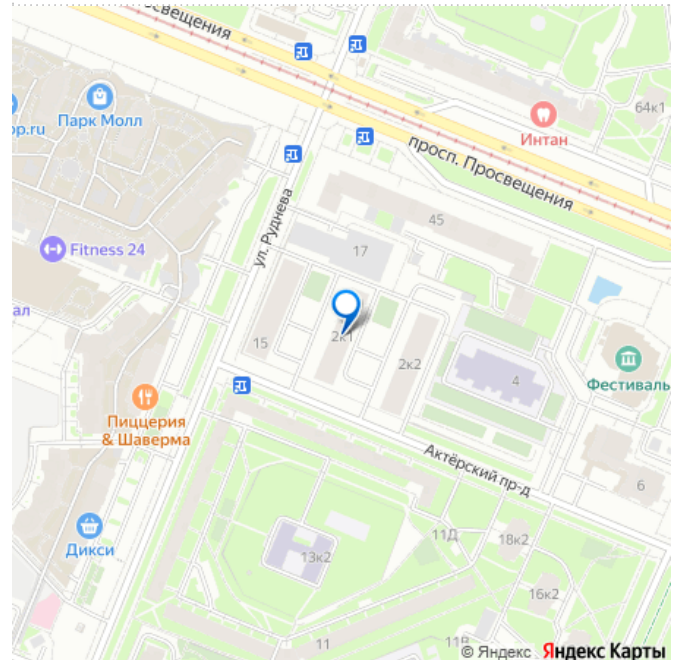 освещения
Парк Молл
op.ru
64к1
Интан
просп. Просвещения
ул. Руднева
45
17
Fitness 24
ал
15
2к1
2к2
4
Фестиваль
Пиццерия
& Шаверма
Актёрский пр-д
6
Дикси
11Д
18к2
13к2
16к2
11
11В
© Яндекс Яндекс Карты